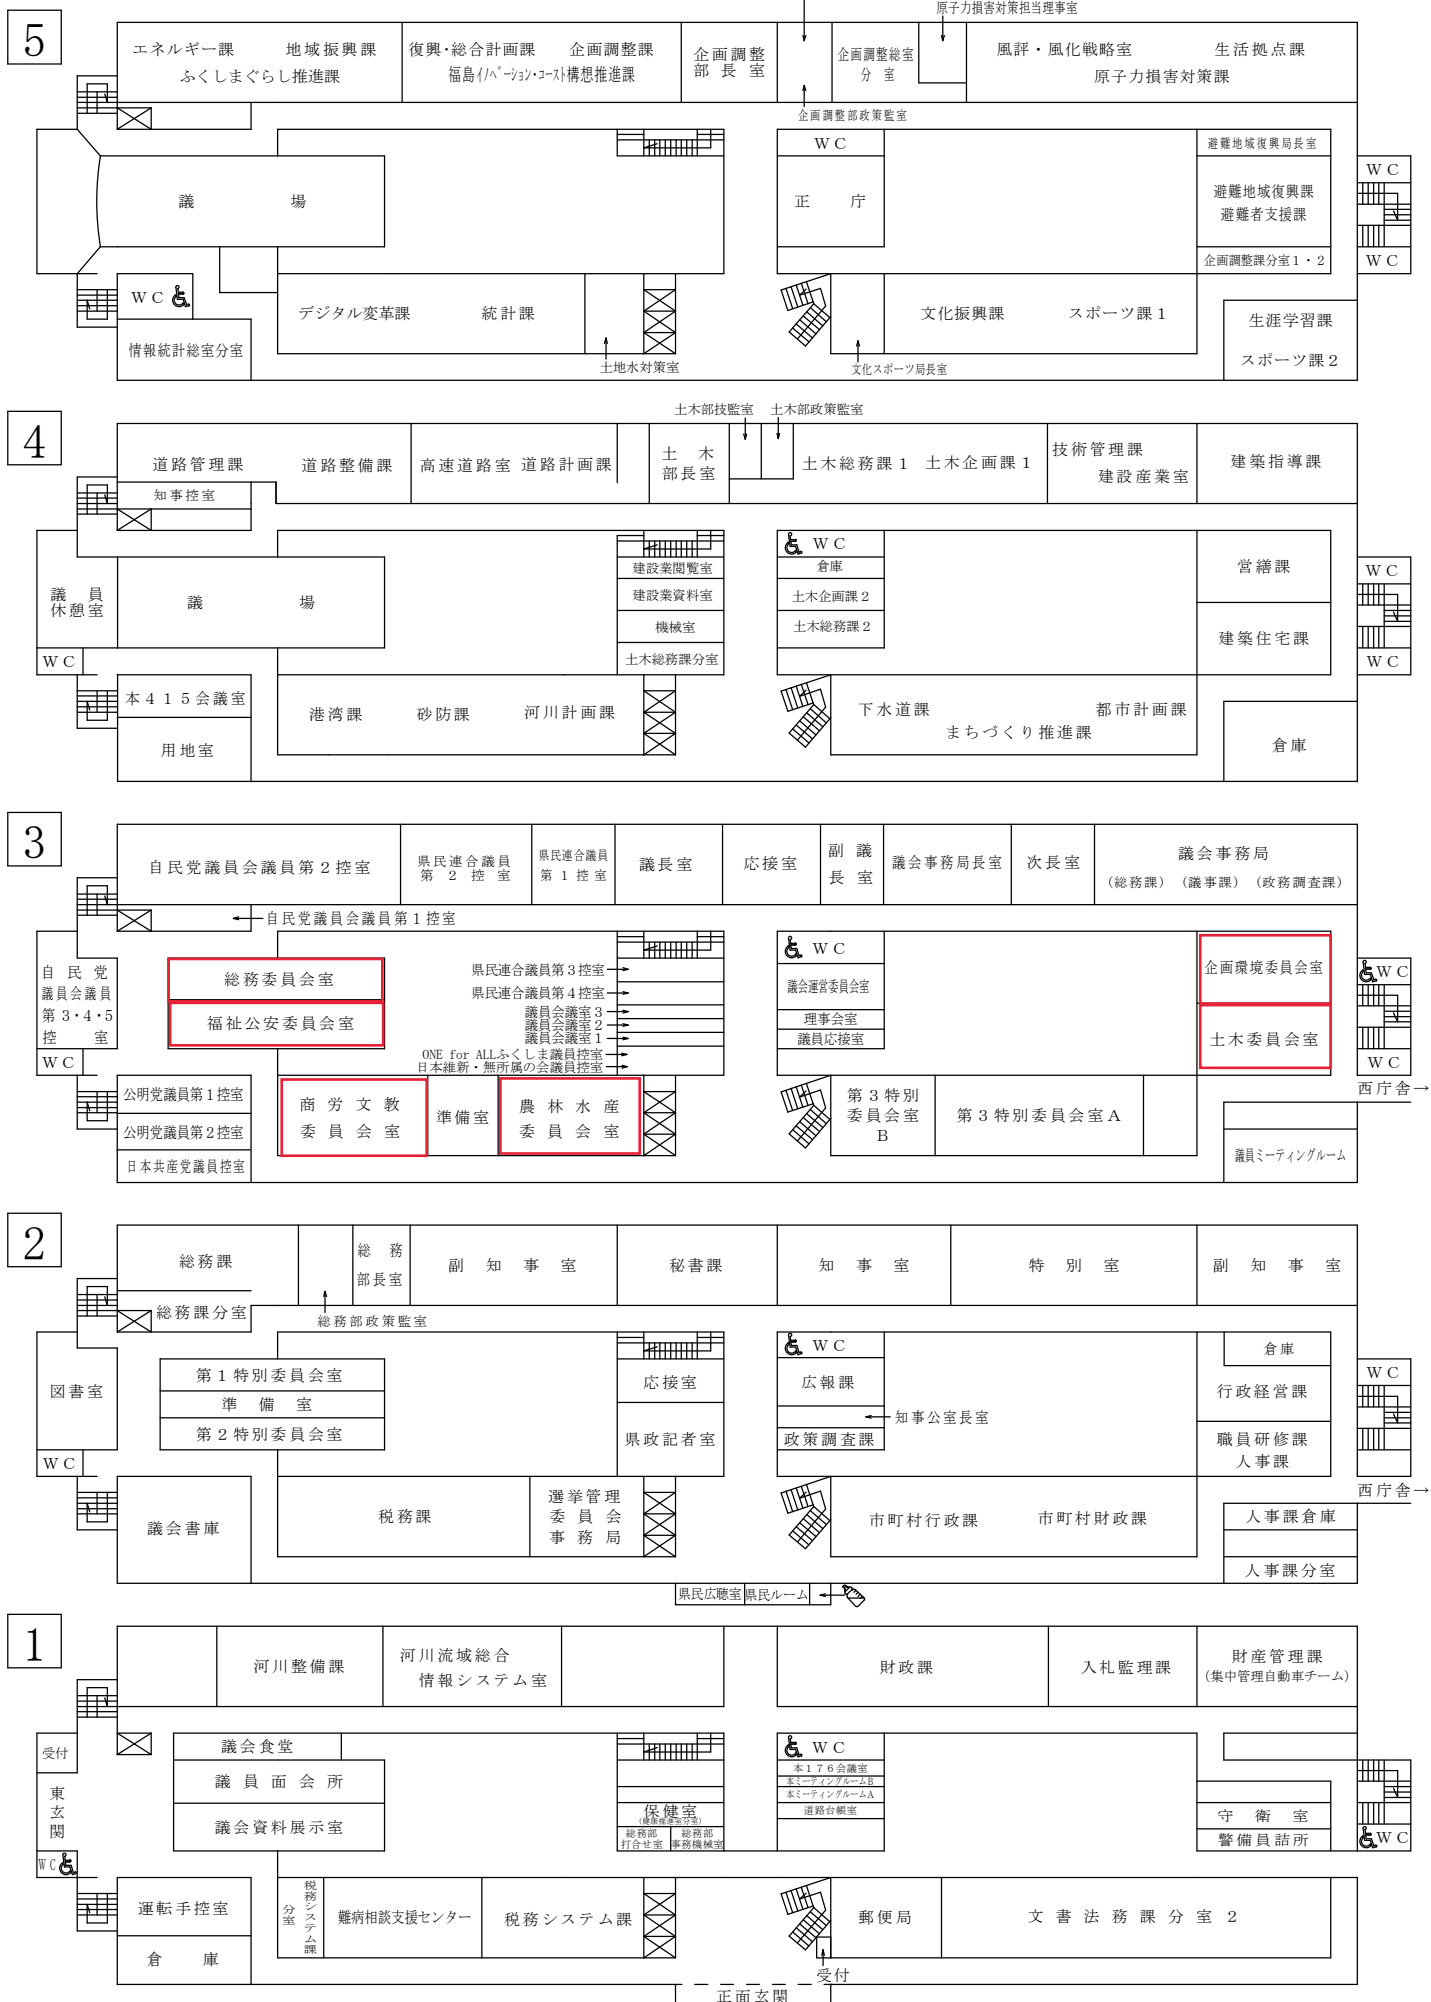 原子力損害対策担当理事室
5
エネルギー課 地域振興課
ふくしまぐらし推進課
復興・総合計画課 企画調整課
福島イノベーション・コースト構想推進課
企画調整
部長室
企画調整総室
分室
風評・風化戦略室 生活拠点課
原子力損害対策課
企画調整部政策監室
WC
避難地域復興局長室
議場
正庁
避難地域復興課
避難者支援課
WC
企画調整課分室1・2
WC
WC
デジタル変革課 統計課
文化振興課 スポーツ課1
生涯学習課
スポーツ課2
情報統計総室分室
土地水対策室
文化スポーツ局長室
4
土木部技監室 土木部政策監室
道路管理課 道路整備課
高速道路室 道路計画課
土木
部長室
土木総務課1 土木企画課1
技術管理課
建設産業室
建築指導課
知事控室
WC
建設業閲覧室
倉庫
営繕課
WC
議員
休憩室
議場
建設業資料室
土木企画課2
機械室
土木総務課2
建築住宅課
WC
土木総務課分室
WC
本415会議室
港湾課 砂防課 河川計画課
下水道課 都市計画課
まちづくり推進課
用地室
倉庫
3
自民党議員会議員第2控室
県民連合議員
第2控室
県民連合議員
第1控室
議長室
応接室
副議
長室
議会事務局長室
次長室
議会事務局
(総務課)(議事課)(政務調査課)
自民党議員会議員第1控室
自民党
議員会議員
第3・4・5
控室
総務委員会室
福祉公安委員会室
県民連合議員第3控室
県民連合議員第4控室
議員会議室3
議員会議室2
議員会議室1
ONE for ALLふくしま議員控室
日本維新・無所属の会議員控室
WC
議会運営委員会室
理事会室
議員応接室
企画環境委員会室
土木委員会室
WC
WC
WC
西庁舎→
公明党議員第1控室
公明党議員第2控室
日本共産党議員控室
商労文教
委員会室
準備室
農林水産
委員会室
第3特別
委員会室
B
第3特別委員会室A
議員ミーティングルーム
2
総務課
総務
部長室
副知事室
秘書課
知事室
特別室
副知事室
総務課分室
総務部政策監室
WC
倉庫
図書室
第1特別委員会室
準備室
第2特別委員会室
応接室
県政記者室
広報課
知事公室長室
政策調査課
行政経営課
職員研修課
人事課
WC
WC
西庁舎→
議会書庫
税務課
選挙管理
委員会
事務局
市町村行政課 市町村財政課
人事課倉庫
人事課分室
県民広聴室
県民ルーム
1
河川整備課
河川流域総合
情報システム室
財政課
入札監理課
財産管理課
(集中管理自動車チーム)
受付
議会食堂
WC
東玄関
議員面会所
議会資料展示室
本176会議室
本ミーティングルームB
本ミーティングルームA
道路台帳室
保健室
(健康推進室分室)
総務部
打合せ室
総務部
事務機械室
守衛室
警備員詰所
WC
WC
運転手控室
倉庫
税務システム課
分室
難病相談支援センター
税務システム課
郵便局
文書法務課分室2
受付
正面玄関